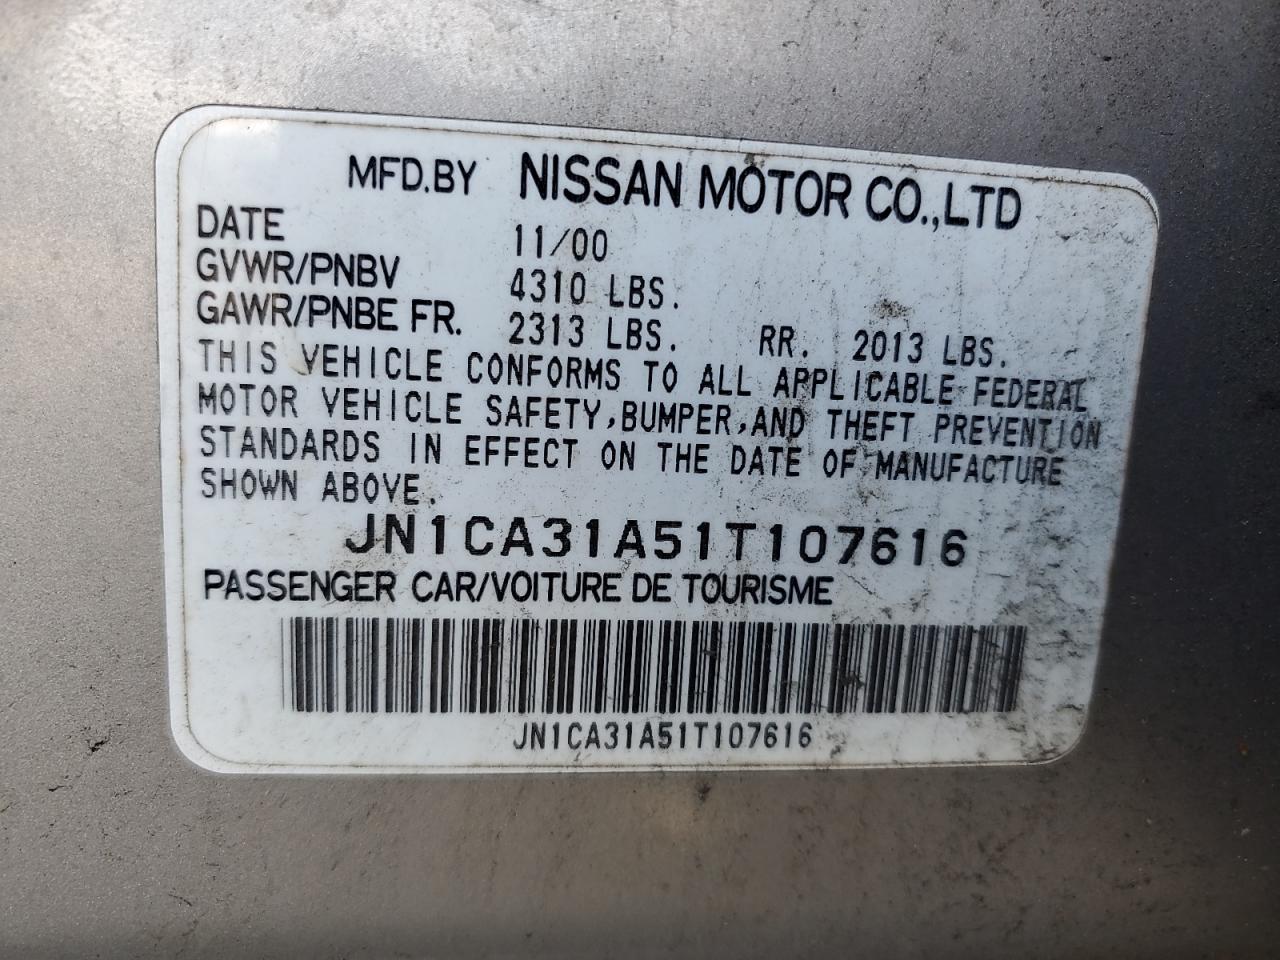 MFD.BY NISSAN MOTOR CO.,LTD
DATE 11/00
GVWR/PNBV 4310 LBS.
GAWR/PNBE FR. 2313 LBS. RR. 2013 LBS.
THIS VEHICLE CONFORMS TO ALL APPLICABLE FEDERAL
MOTOR VEHICLE SAFETY,BUMPER,AND THEFT PREVENTION
STANDARDS IN EFFECT ON THE DATE OF MANUFACTURE
SHOWN ABOVE.
JN1CA31A51T107616
PASSENGER CAR/VOITURE DE TOURISME
JN1CA31A51T107616